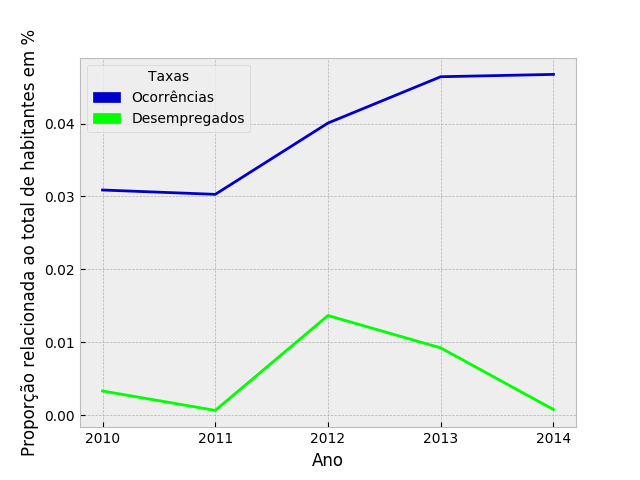 Proporção relacionada ao total de habitantes em %
Taxas
Ocorrências
Desempregados
0.04
0.03
0.02
0.01
0.00
2010 2011 2012 2013 2014
Ano